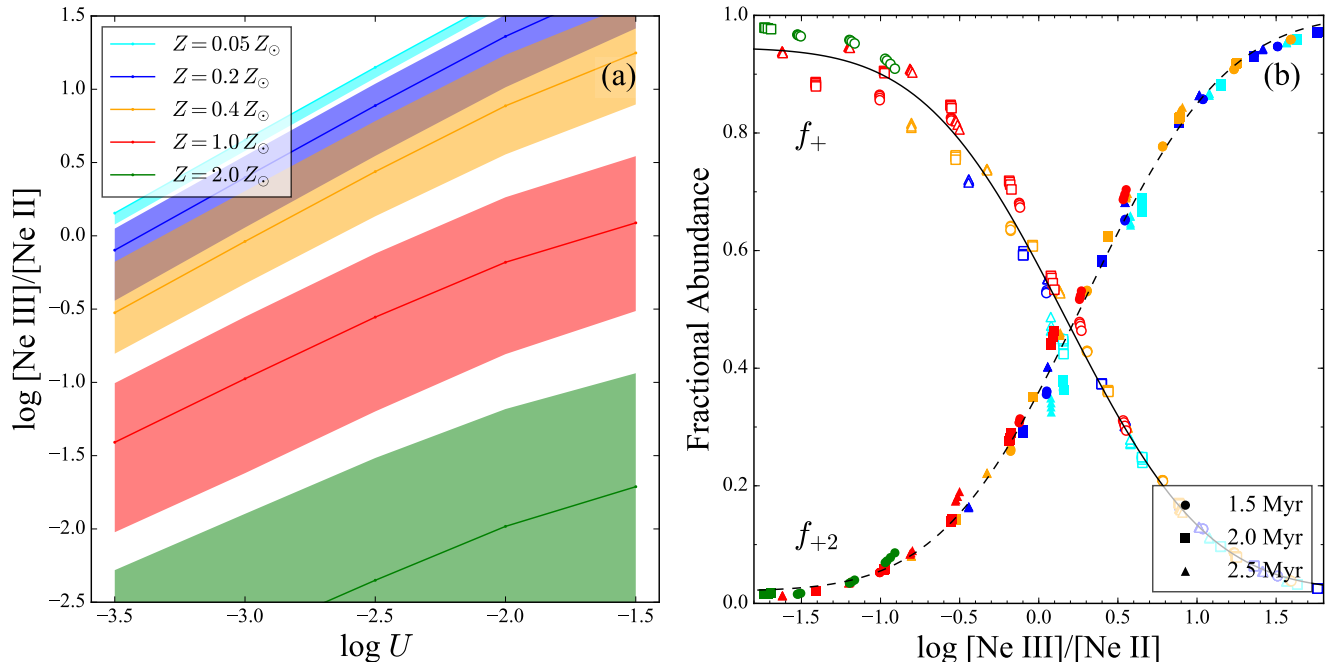 1.5
1.0
0.5
0.0
−0.5
−1.0
−1.5
−2.0
−2.5
log [Ne III]/[Ne II]
Z = 0.05 Z☉
Z = 0.2 Z☉
Z = 0.4 Z☉
Z = 1.0 Z☉
Z = 2.0 Z☉
(a)
−3.5 −3.0 −2.5 −2.0 −1.5
log U
1.0
0.8
0.6
0.4
0.2
0.0
Fractional Abundance
(b)
f+
f+2
1.5 Myr
2.0 Myr
2.5 Myr
−1.5 −1.0 −0.5 0.0 0.5 1.0 1.5
log [Ne III]/[Ne II]